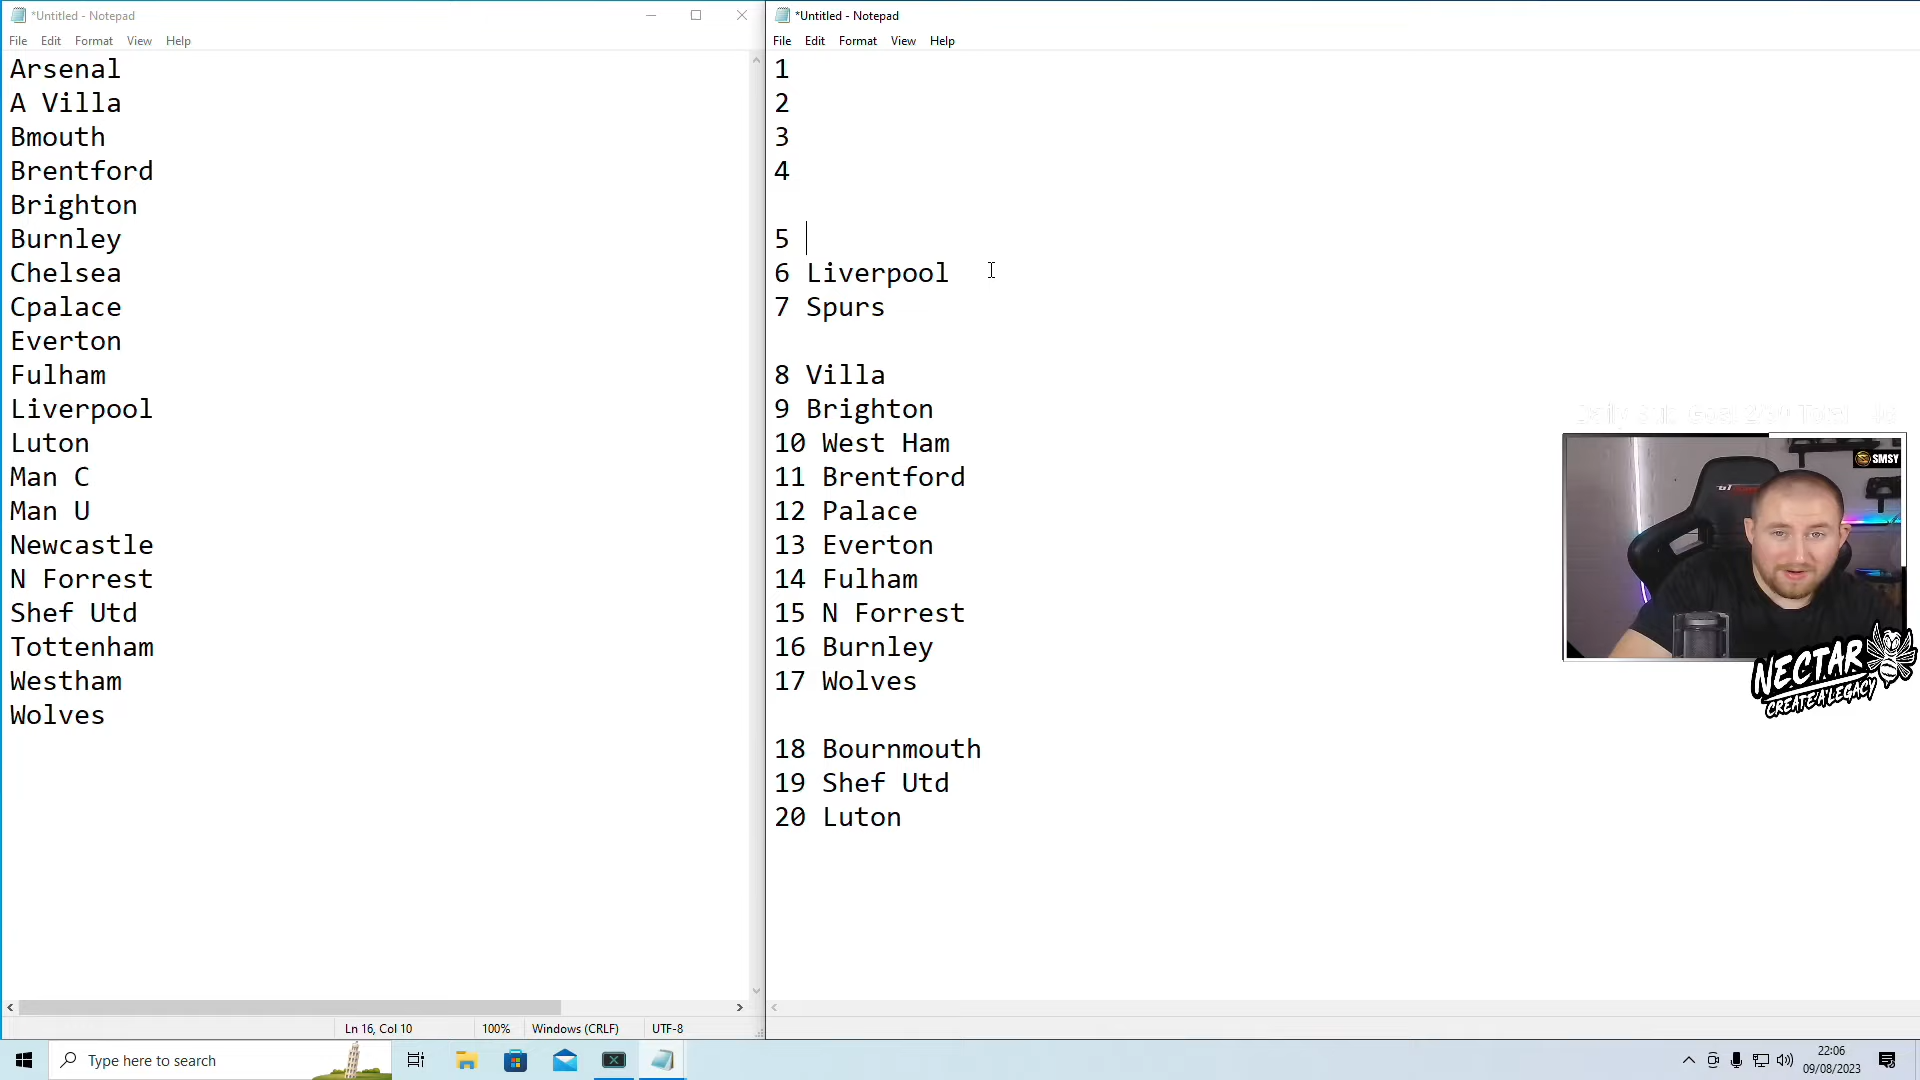 *Untitled - Notepad
File Edit Format View Help
Arsenal
A Villa
Bmouth
Brentford
Brighton
Burnley
Chelsea
Cpalace
Everton
Fulham
Liverpool
Luton
Man C
Man U
Newcastle
N Forrest
Shef Utd
Tottenham
Westham
Wolves
Ln 16, Col 10 100% Windows (CRLF) UTF-8
*Untitled - Notepad
File Edit Format View Help
1
2
3
4
5
6 Liverpool
7 Spurs
8 Villa
9 Brighton
10 West Ham
11 Brentford
12 Palace
13 Everton
14 Fulham
15 N Forrest
16 Burnley
17 Wolves
18 Bournmouth
19 Shef Utd
20 Luton
SMSY
NECTAR
CREATE A LEGACY
Type here to search
22:06
09/08/2023